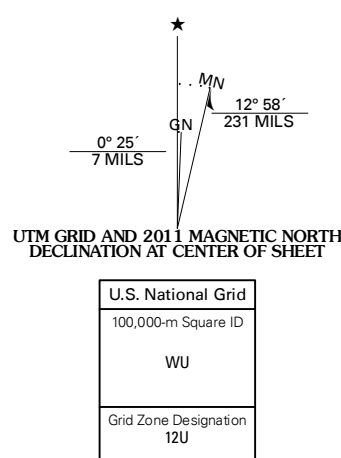 ★
MN
GN
12° 58´
231 MILS
0° 25´
7 MILS
UTM GRID AND 2011 MAGNETIC NORTH
DECLINATION AT CENTER OF SHEET
U.S. National Grid
100,000-m Square ID
WU
Grid Zone Designation
12U